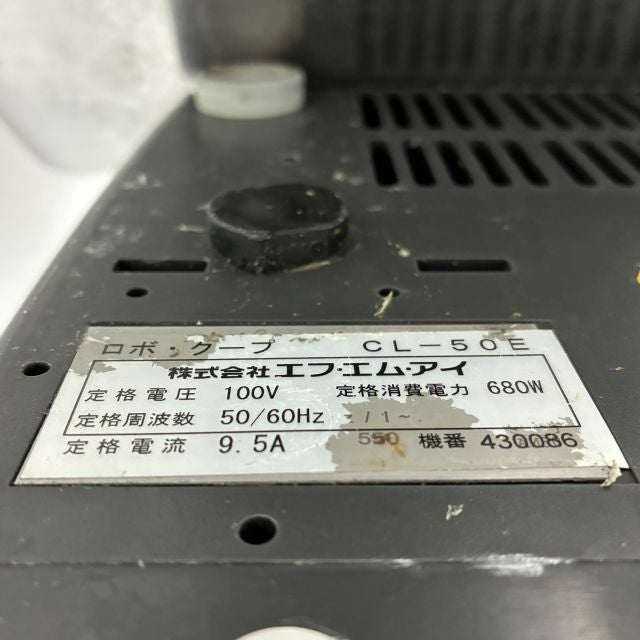 ロボ・クープ CL-50E
株式会社 エフ・エム・アイ
定格電圧 100V 定格消費電力 680W
定格周波数 50/60Hz /1~
定格電流 9.5A 550 機番 430086